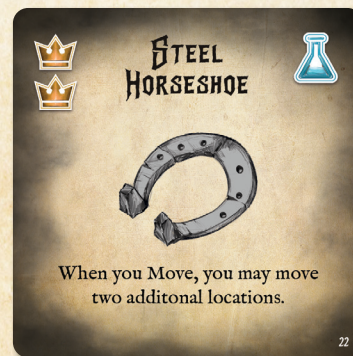 Steel
Horseshoe
When you Move, you may move
two additonal locations.
22